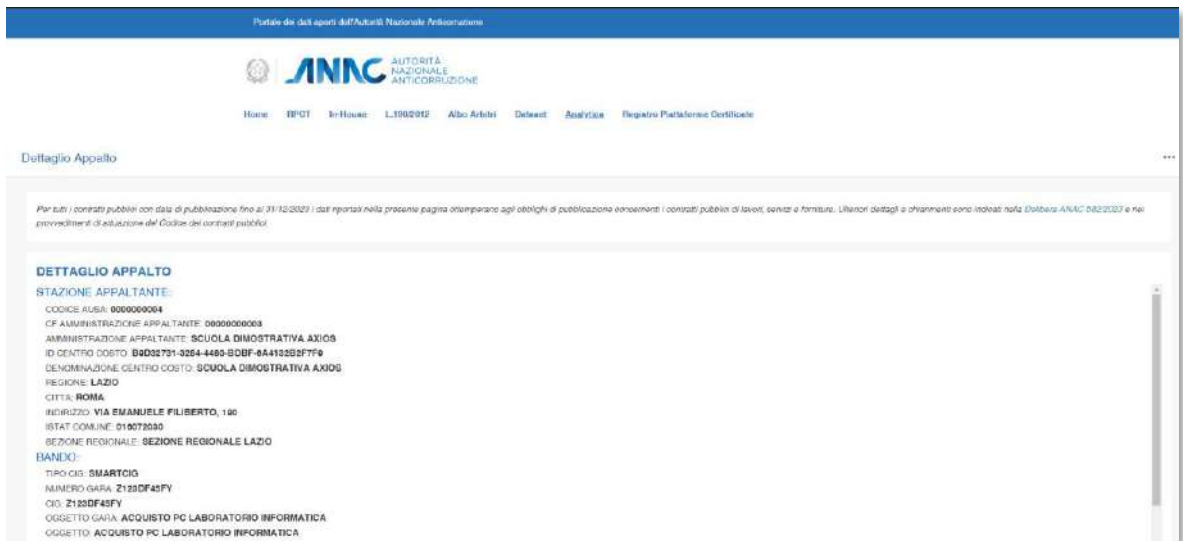 Portale dei dati aperti dell'Autorità Nazionale Anticorruzione
ANAC AUTORITÀ
NAZIONALE
ANTICORRUZIONE
Home RPCT In-House L.190/2012 Albo Arbitri Dataset Analytics Registro Piattaforme Certificate
Dettaglio Appalto
Per tutti i contratti pubblici con data di pubblicazione fino al 31/12/2023 i dati riportati nella presente pagina ottemperano agli obblighi di pubblicazione concernenti i contratti pubblici di lavori, servizi e forniture. Ulteriori dettagli e chiarimenti sono indicati nella Delibera ANAC 582/2023 e nei
provvedimenti di attuazione del Codice dei contratti pubblici.
DETTAGLIO APPALTO
STAZIONE APPALTANTE:
CODICE AUSA: 0000000004
CF AMMINISTRAZIONE APPALTANTE: 00000000003
AMMINISTRAZIONE APPALTANTE: SCUOLA DIMOSTRATIVA AXIOS
ID CENTRO COSTO:
DENOMINAZIONE CENTRO COSTO: SCUOLA DIMOSTRATIVA AXIOS
REGIONE: LAZIO
CITTA: ROMA
INDIRIZZO: VIA EMANUELE FILIBERTO, 190
ISTAT COMUNE:
SEZIONE REGIONALE: SEZIONE REGIONALE LAZIO
BANDO:
TIPO CIG: SMARTCIG
NUMERO GARA: Z123DF45FY
CIG: Z123DF45FY
OGGETTO GARA: ACQUISTO PC LABORATORIO INFORMATICA
OGGETTO: ACQUISTO PC LABORATORIO INFORMATICA